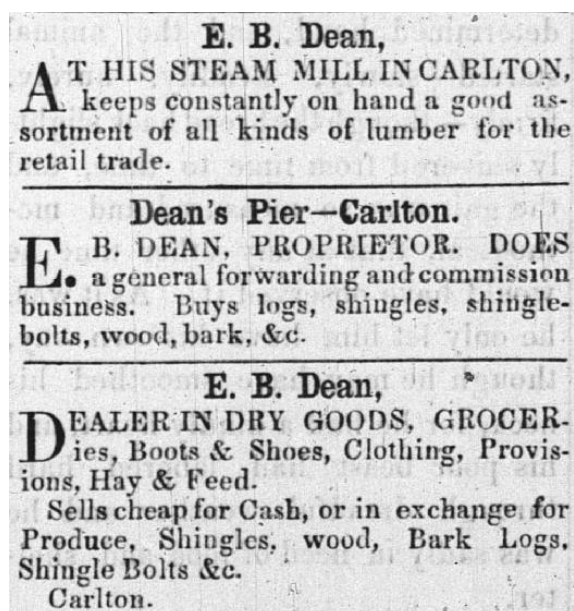 E. B. Dean,
AT HIS STEAM MILL IN CARLTON,
keeps constantly on hand a good as-
sortment of all kinds of lumber for the
retail trade.
Dean's Pier—Carlton.
E. B. DEAN, PROPRIETOR. DOES
a general forwarding and commission
business. Buys logs, shingles, shingle-
bolts, wood, bark, &c.
E. B. Dean,
DEALER IN DRY GOODS, GROCER-
ies, Boots & Shoes, Clothing, Provis-
ions, Hay & Feed.
Sells cheap for Cash, or in exchange for
Produce, Shingles, wood, Bark Logs,
Shingle Bolts &c.
Carlton.